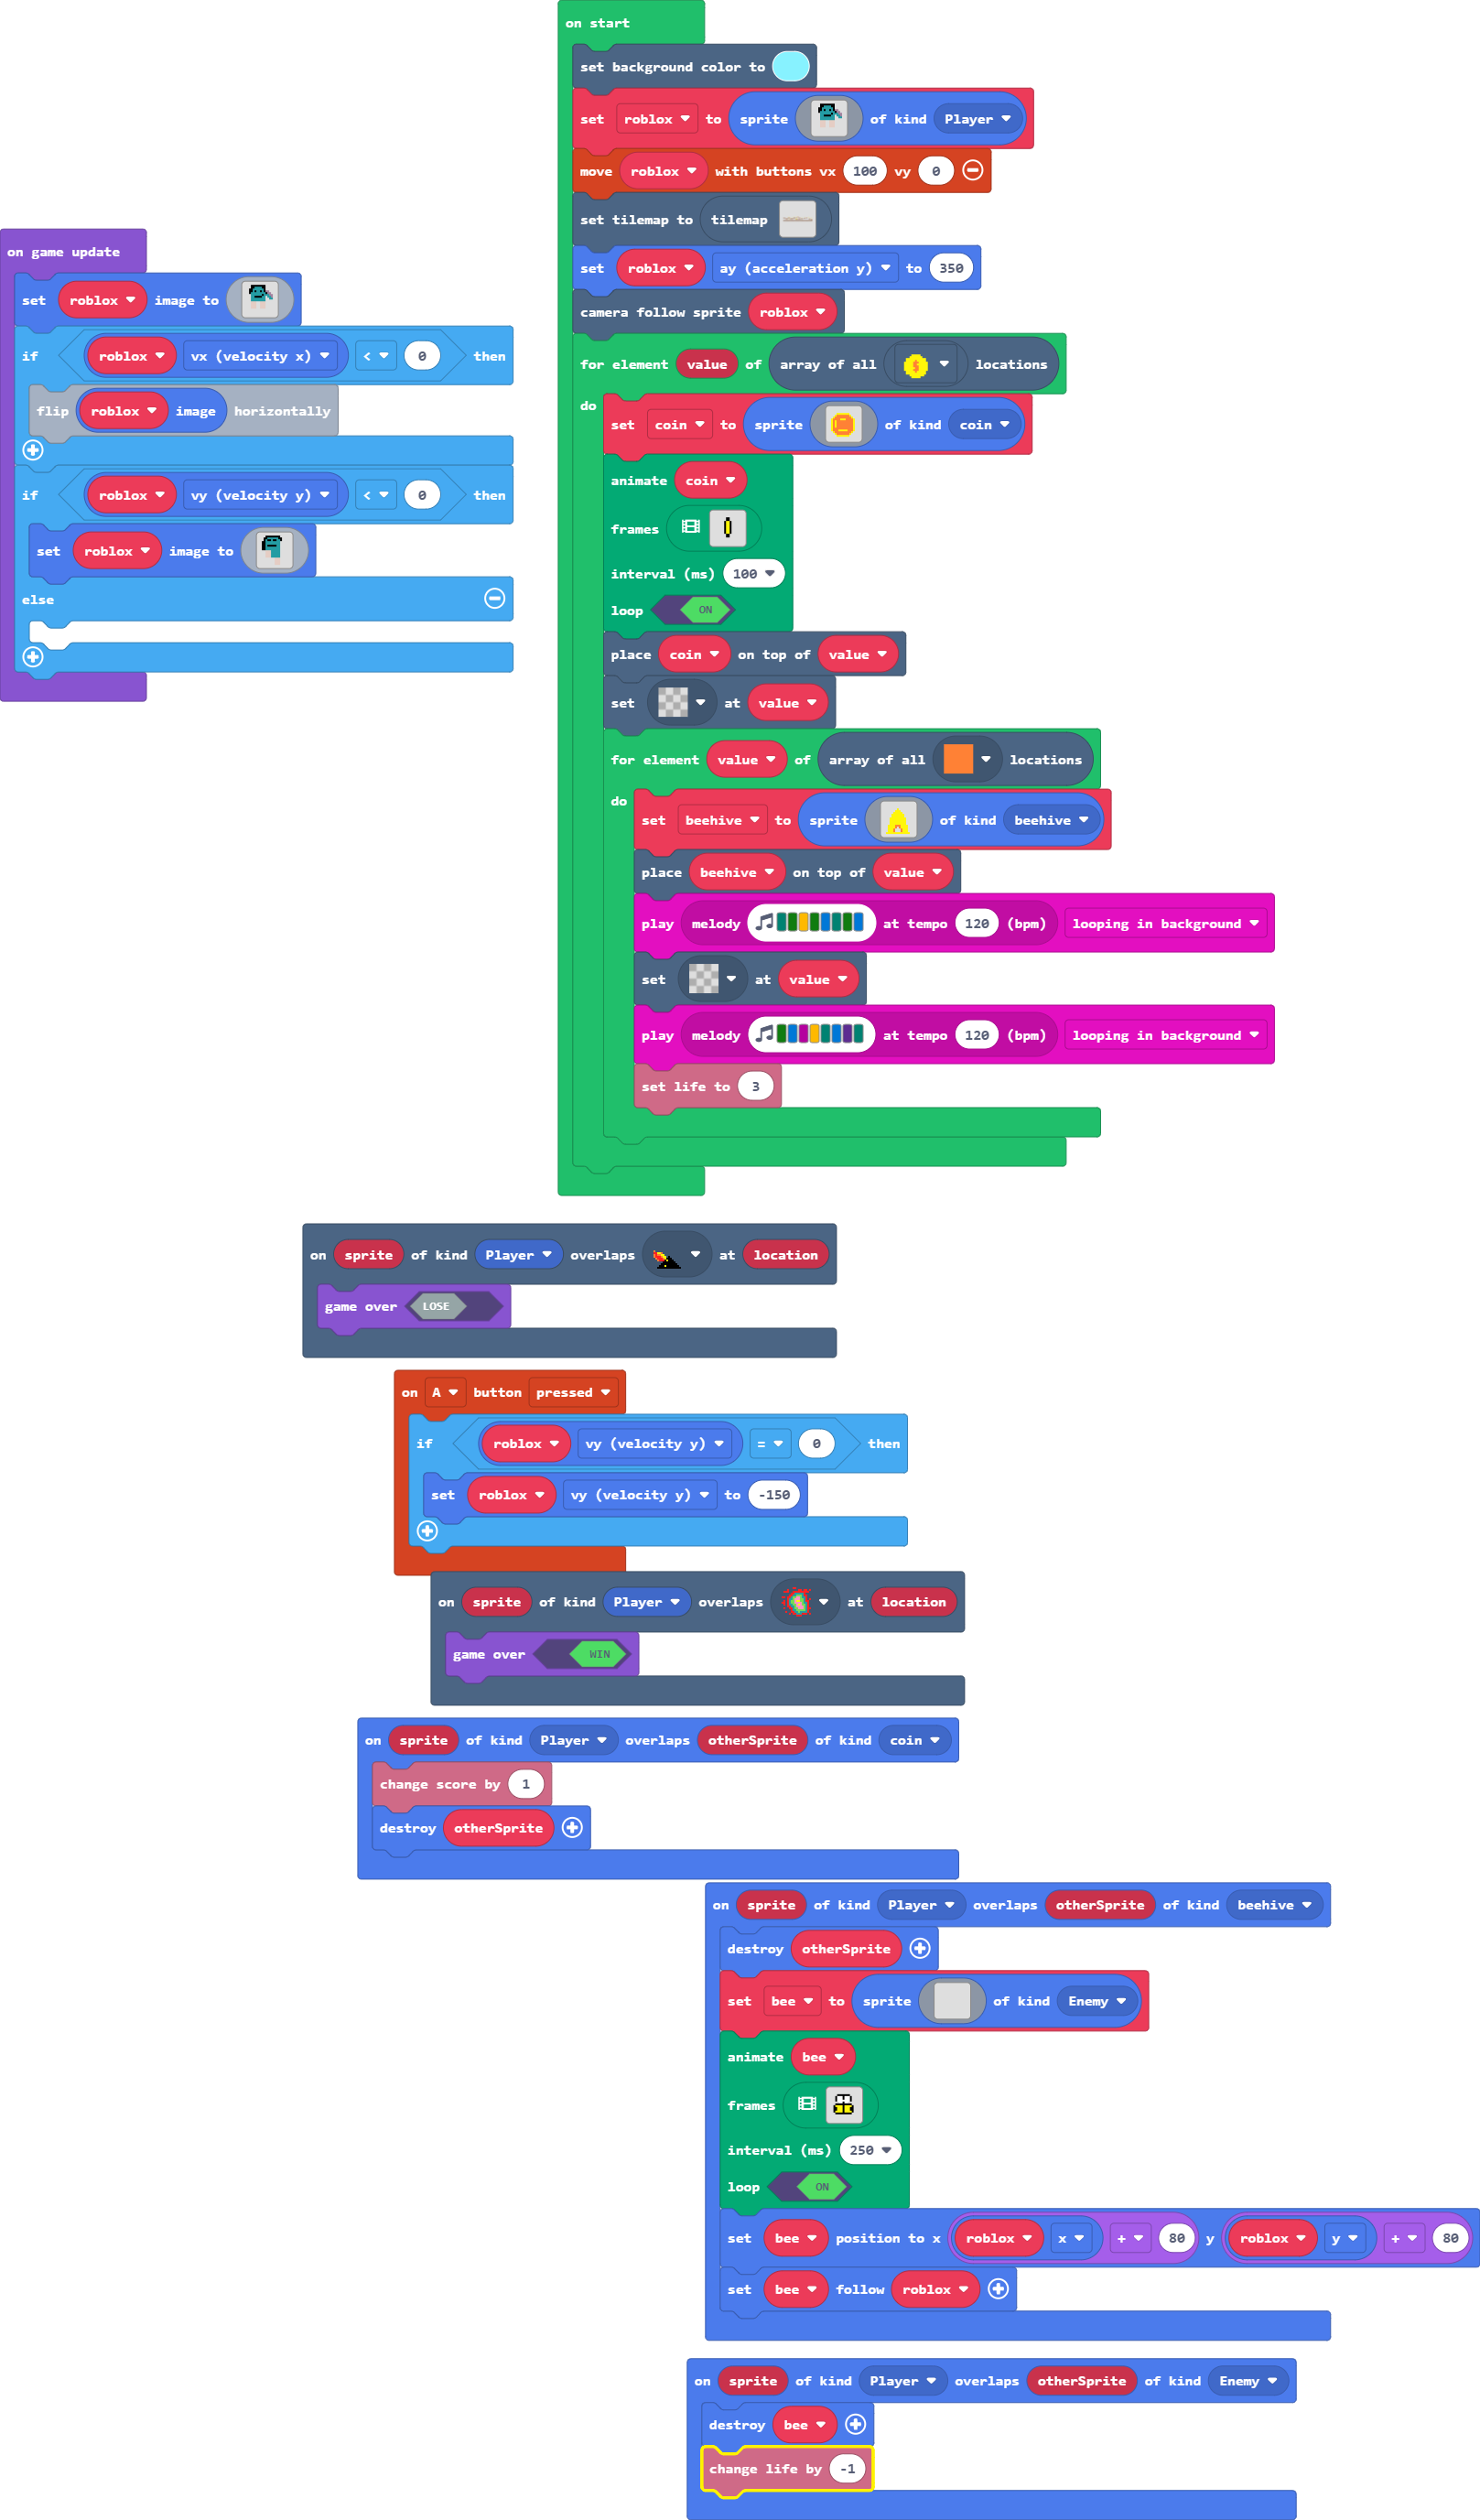 on start
set background color to
set roblox to sprite of kind Player
move roblox with buttons vx 100 vy 0
set tilemap to tilemap
set roblox ay (acceleration y) to 350
camera follow sprite roblox
for element value of array of all $ locations
do
set coin to sprite of kind coin
animate coin
frames
interval (ms) 100
loop ON
place coin on top of value
set at value
for element value of array of all locations
do
set beehive to sprite of kind beehive
place beehive on top of value
play melody at tempo 120 (bpm) looping in background
set at value
play melody at tempo 120 (bpm) looping in background
set life to 3
on game update
set roblox image to
if roblox vx (velocity x) < 0 then
flip roblox image horizontally
if roblox vy (velocity y) < 0 then
set roblox image to
else
on sprite of kind Player overlaps at location
game over LOSE
on A button pressed
if roblox vy (velocity y) = 0 then
set roblox vy (velocity y) to -150
on sprite of kind Player overlaps at location
game over WIN
on sprite of kind Player overlaps otherSprite of kind coin
change score by 1
destroy otherSprite
on sprite of kind Player overlaps otherSprite of kind beehive
destroy otherSprite
set bee to sprite of kind Enemy
animate bee
frames
interval (ms) 250
loop ON
set bee position to x roblox x + 80 y roblox y + 80
set bee follow roblox
on sprite of kind Player overlaps otherSprite of kind Enemy
destroy bee
change life by -1